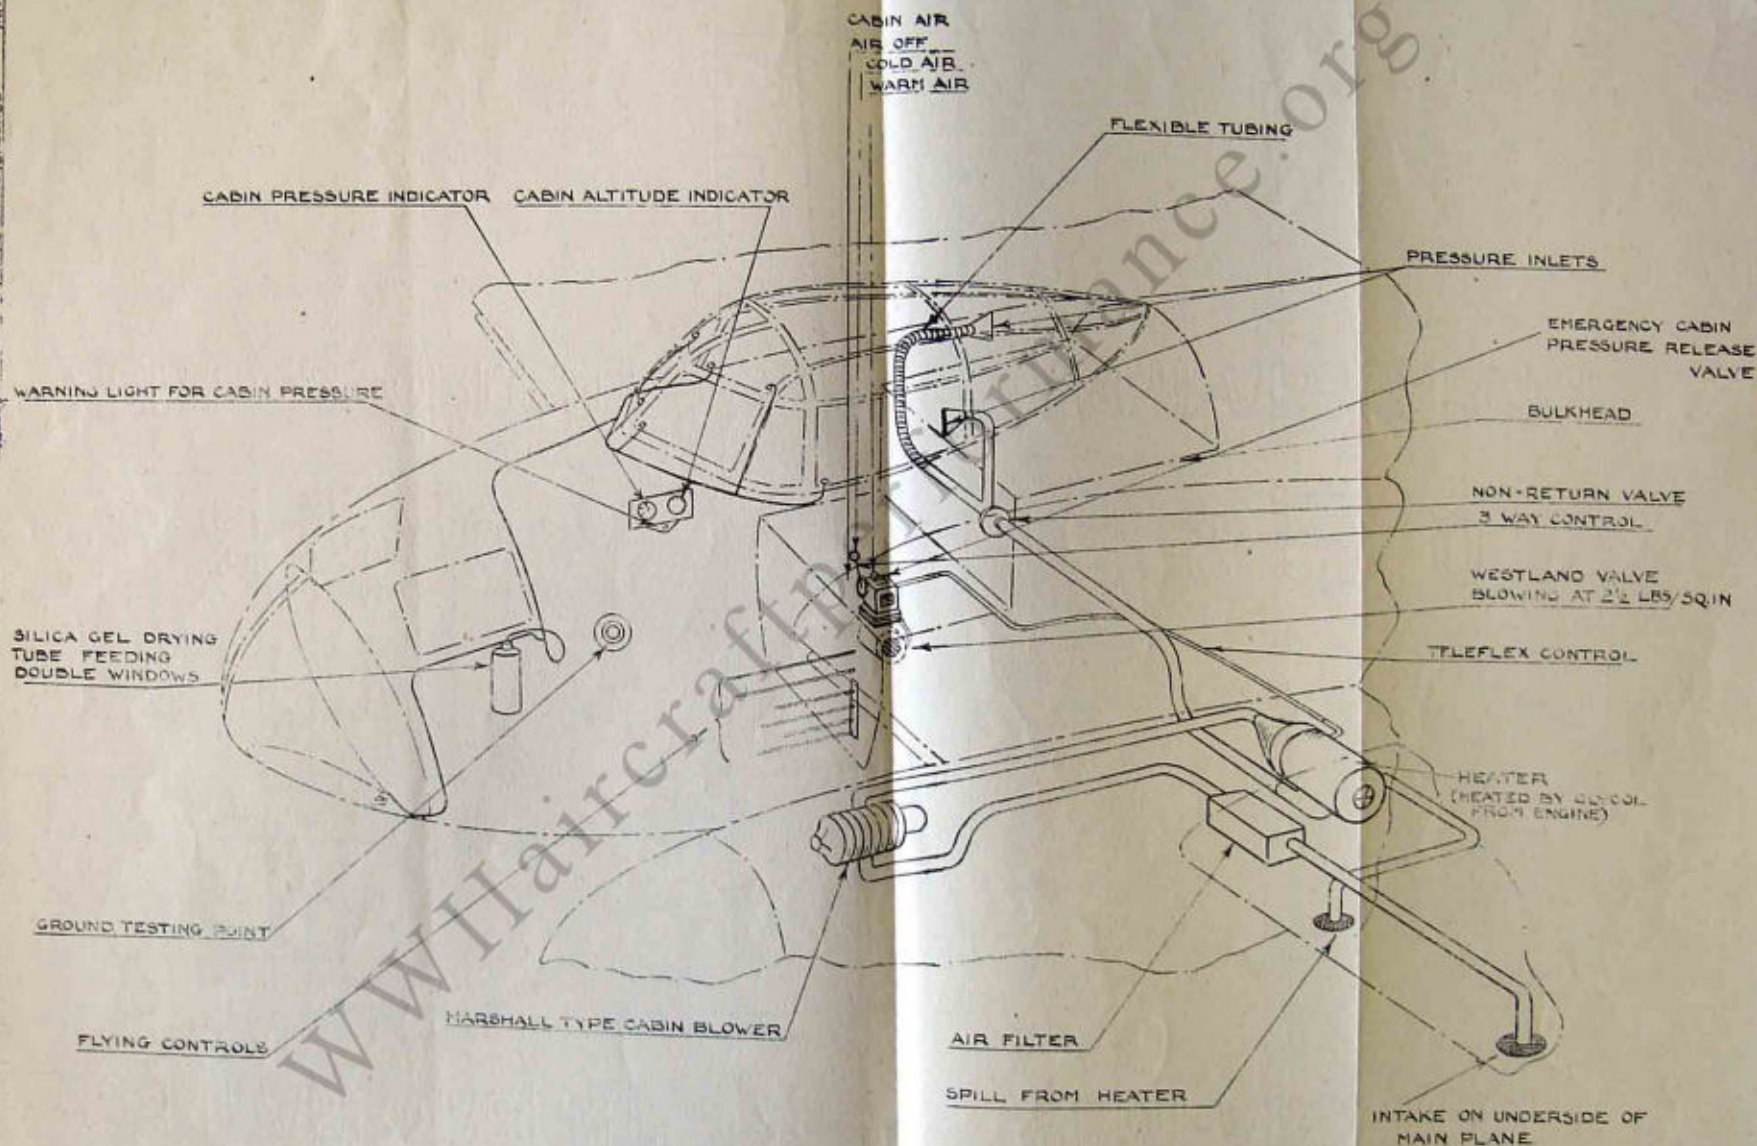 CABIN AIR
AIR OFF
COLD AIR
WARM AIR
FLEXIBLE TUBING
CABIN PRESSURE INDICATOR
CABIN ALTITUDE INDICATOR
PRESSURE INLETS
EMERGENCY CABIN
PRESSURE RELEASE
VALVE
WARNING LIGHT FOR CABIN PRESSURE
BULKHEAD
NON-RETURN VALVE
3 WAY CONTROL
WESTLAND VALVE
BLOWING AT 2½ LBS/SQ.IN
SILICA GEL DRYING
TUBE FEEDING
DOUBLE WINDOWS
TELEFLEX CONTROL
HEATER
(HEATED BY GLYCOL
FROM ENGINE)
GROUND TESTING POINT
MARSHALL TYPE CABIN BLOWER
FLYING CONTROLS
AIR FILTER
SPILL FROM HEATER
INTAKE ON UNDERSIDE OF
MAIN PLANE
WWIIaircraftperformance.org